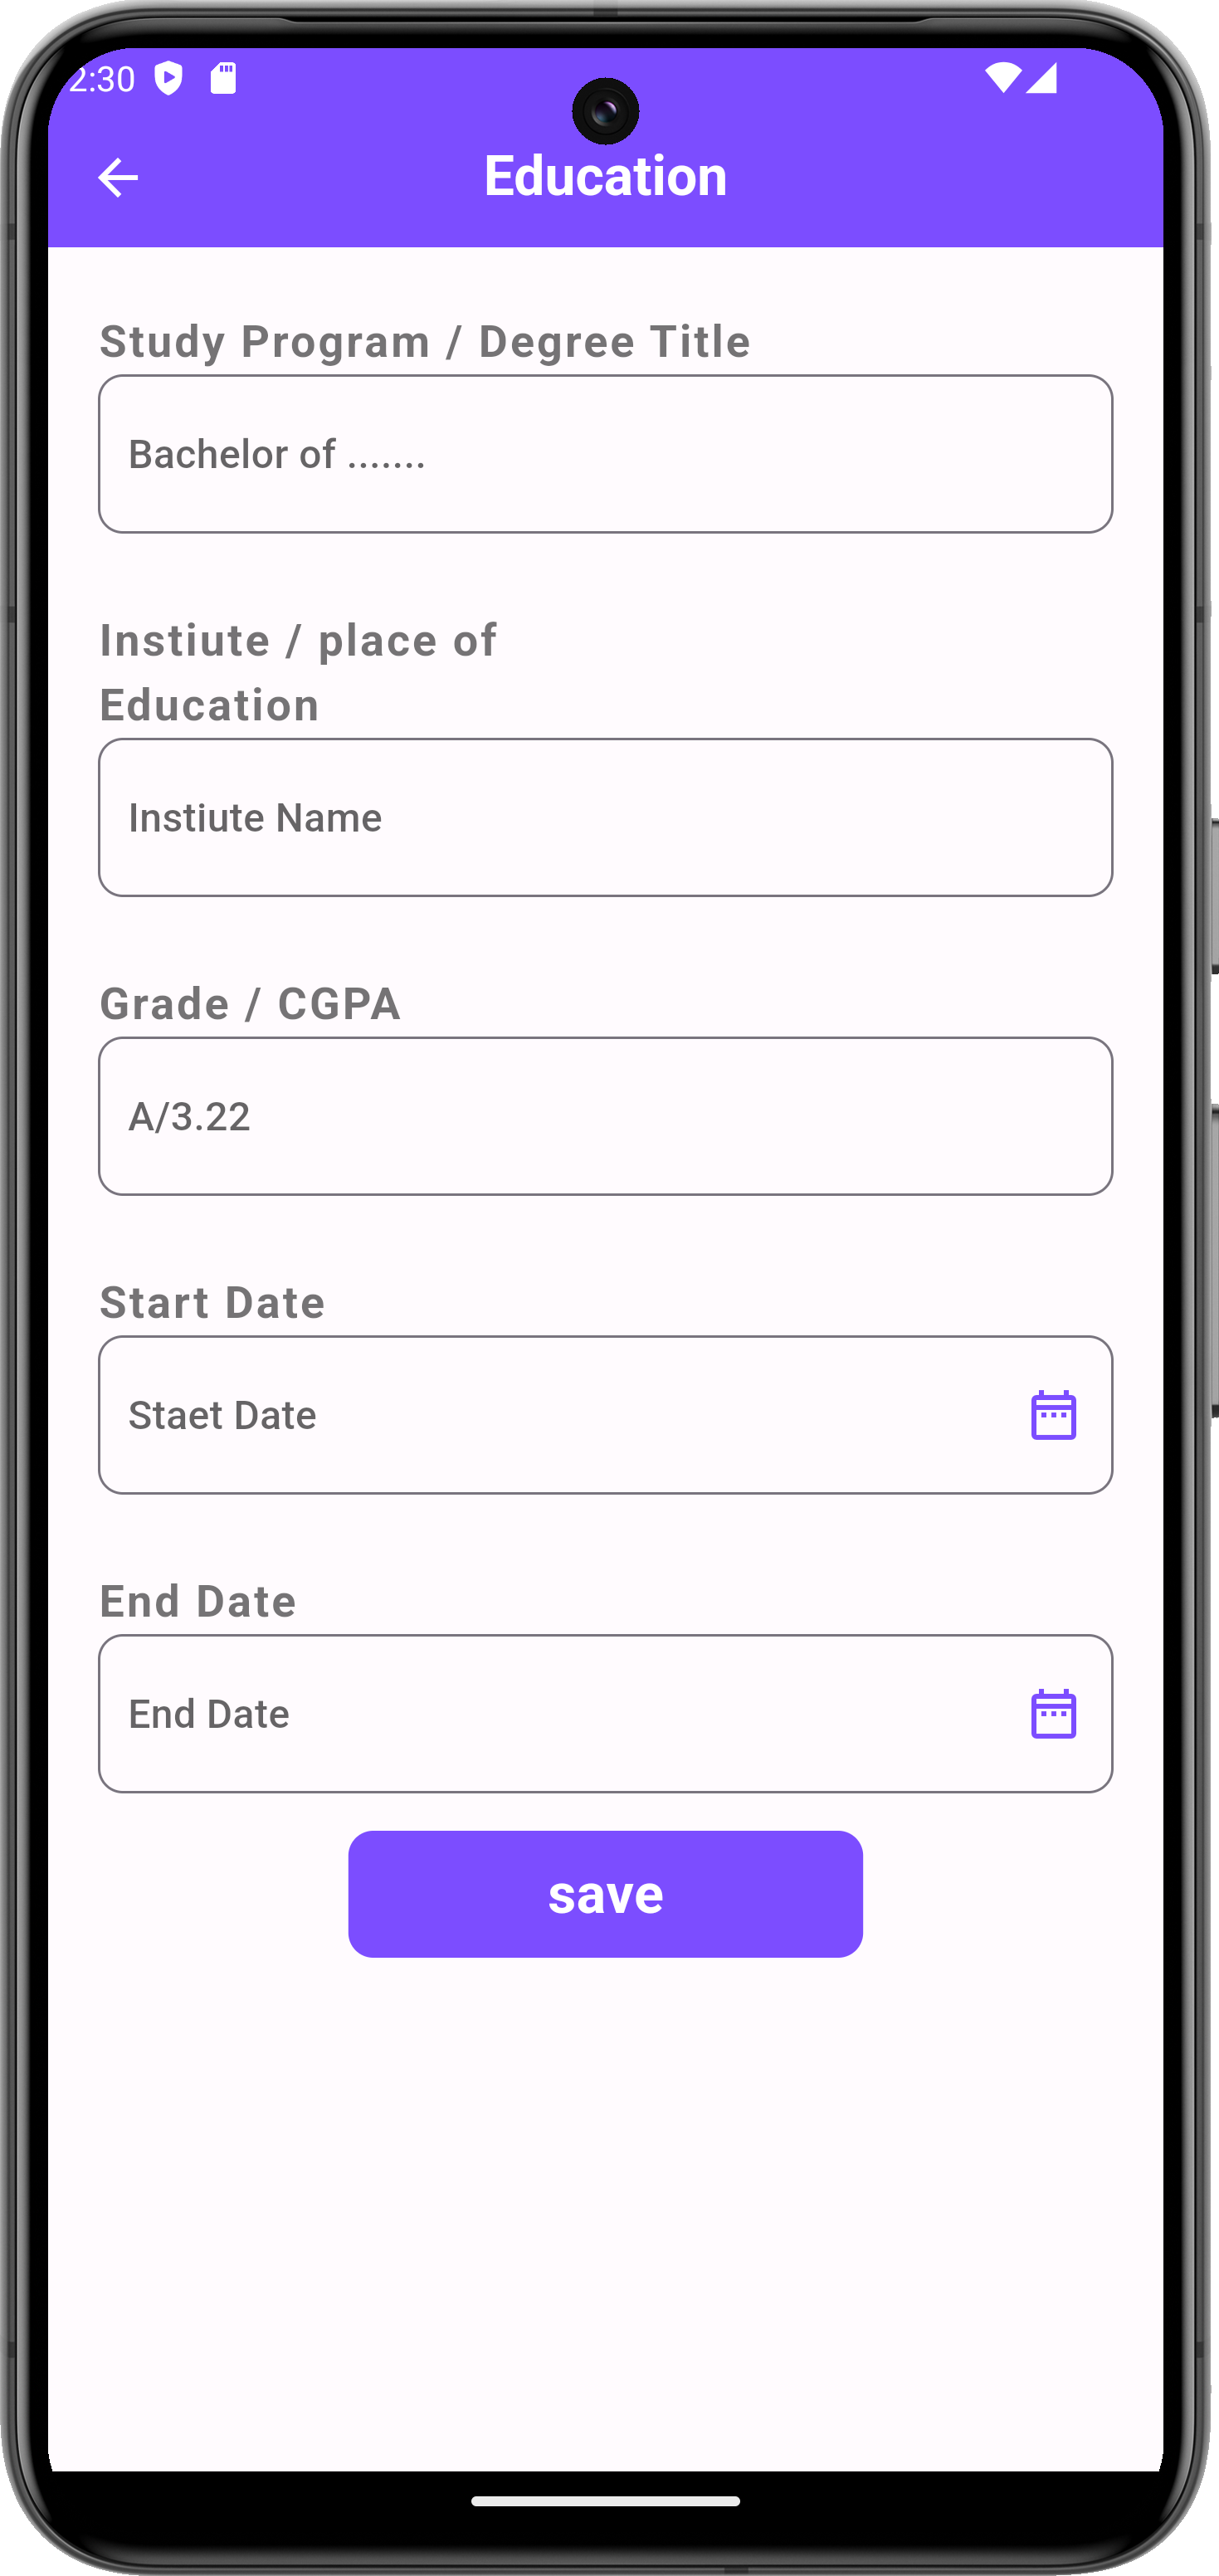 2:30
Education
Study Program / Degree Title
Bachelor of .......
Instiute / place of
Education
Instiute Name
Grade / CGPA
A/3.22
Start Date
Staet Date
End Date
End Date
save